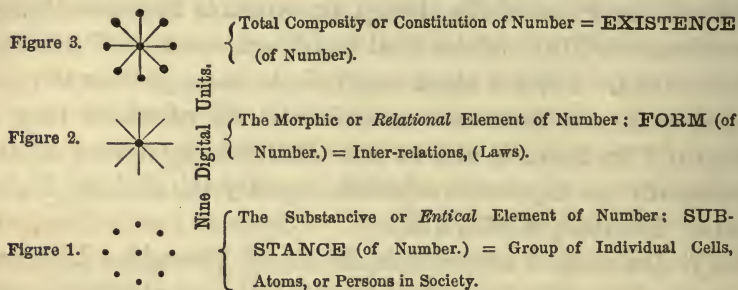 Figure 3.
Total Composity or Constitution of Number = EXISTENCE
(of Number).
Nine Digital Units.
Figure 2.
The Morphic or Relational Element of Number; FORM (of
Number.) = Inter-relations, (Laws).
Figure 1.
The Substancive or Entical Element of Number; SUB-
STANCE (of Number.) = Group of Individual Cells,
Atoms, or Persons in Society.